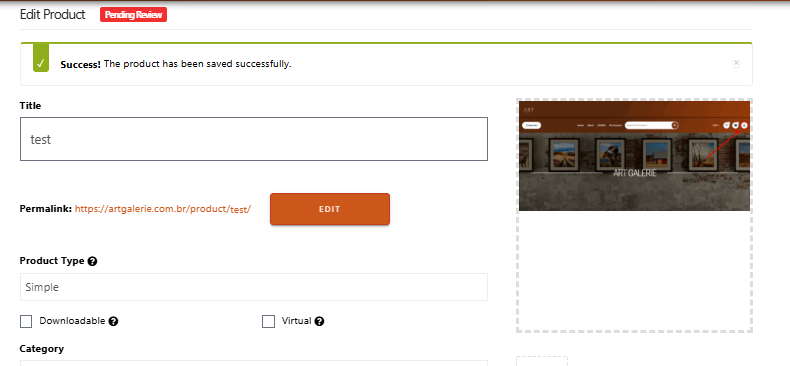 Edit Product Pending Review
Success! The product has been saved successfully.
×
Title
test
ART
ART GALERIE
Permalink: https://artgalerie.com.br/product/test/ EDIT
Product Type
Simple
Downloadable Virtual
Category